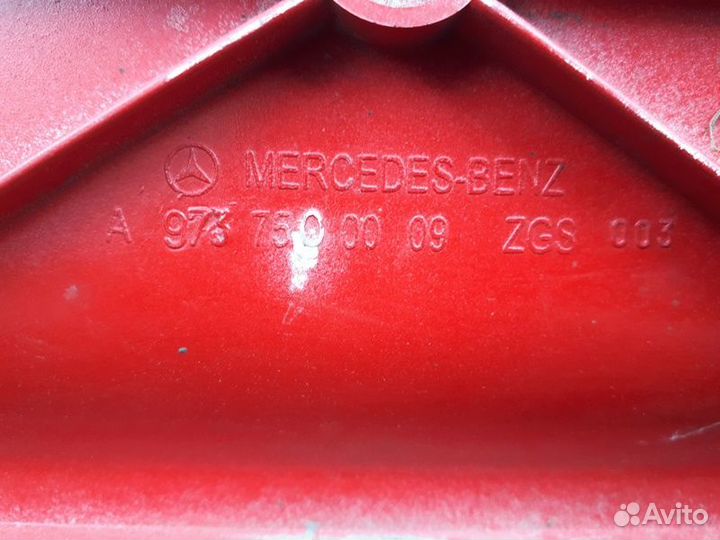 MERCEDES-BENZ
A 973 750 00 09 ZGS 003
Avito